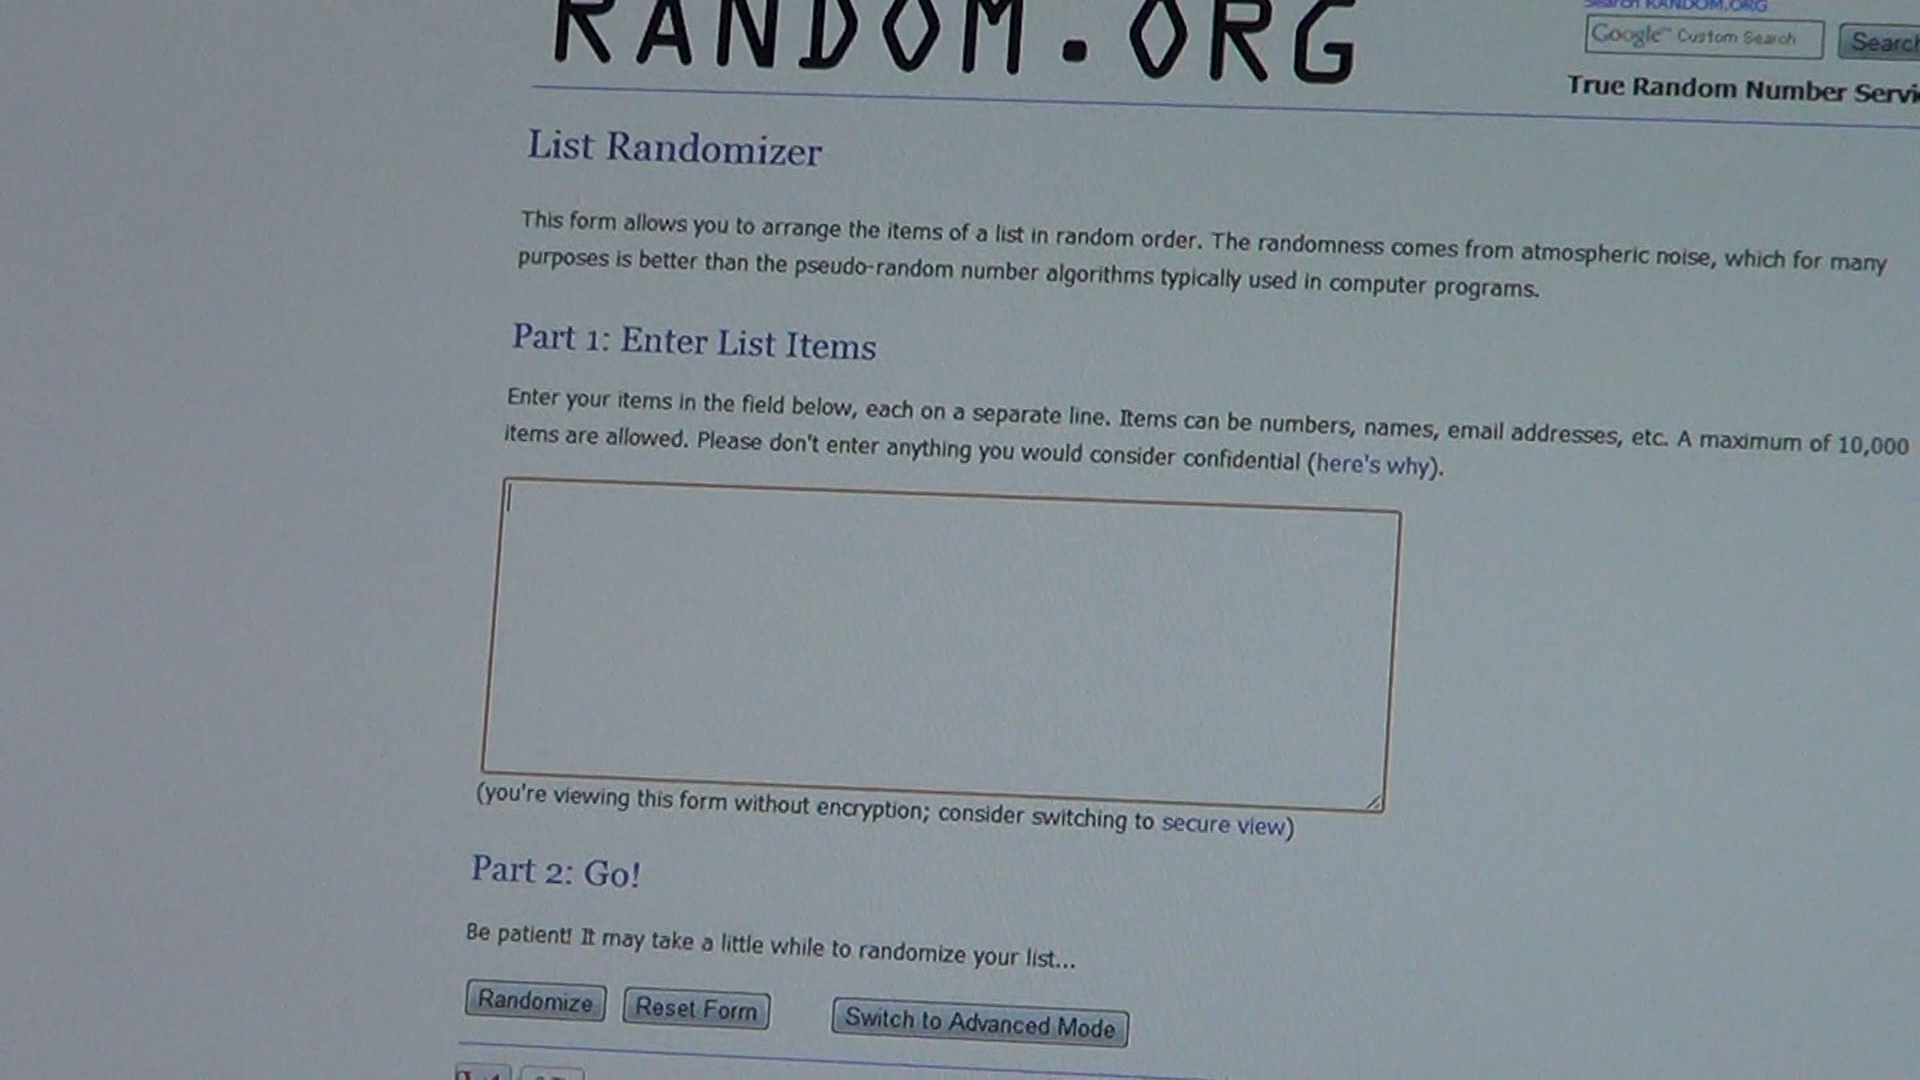 Search RANDOM.ORG
RANDOM.ORG
Google™ Custom Search
Search
True Random Number
List Randomizer
This form allows you to arrange the items of a list in random order. The randomness comes from atmospheric noise, which for many
purposes is better than the pseudo-random number algorithms typically used in computer programs.
Part 1: Enter List Items
Enter your items in the field below, each on a separate line. Items can be numbers, names, email addresses, etc. A maximum of 10,000
items are allowed. Please don't enter anything you would consider confidential (here's why).
(you're viewing this form without encryption; consider switching to secure view)
Part 2: Go!
Be patient! It may take a little while to randomize your list...
Randomize
Reset Form
Switch to Advanced Mode